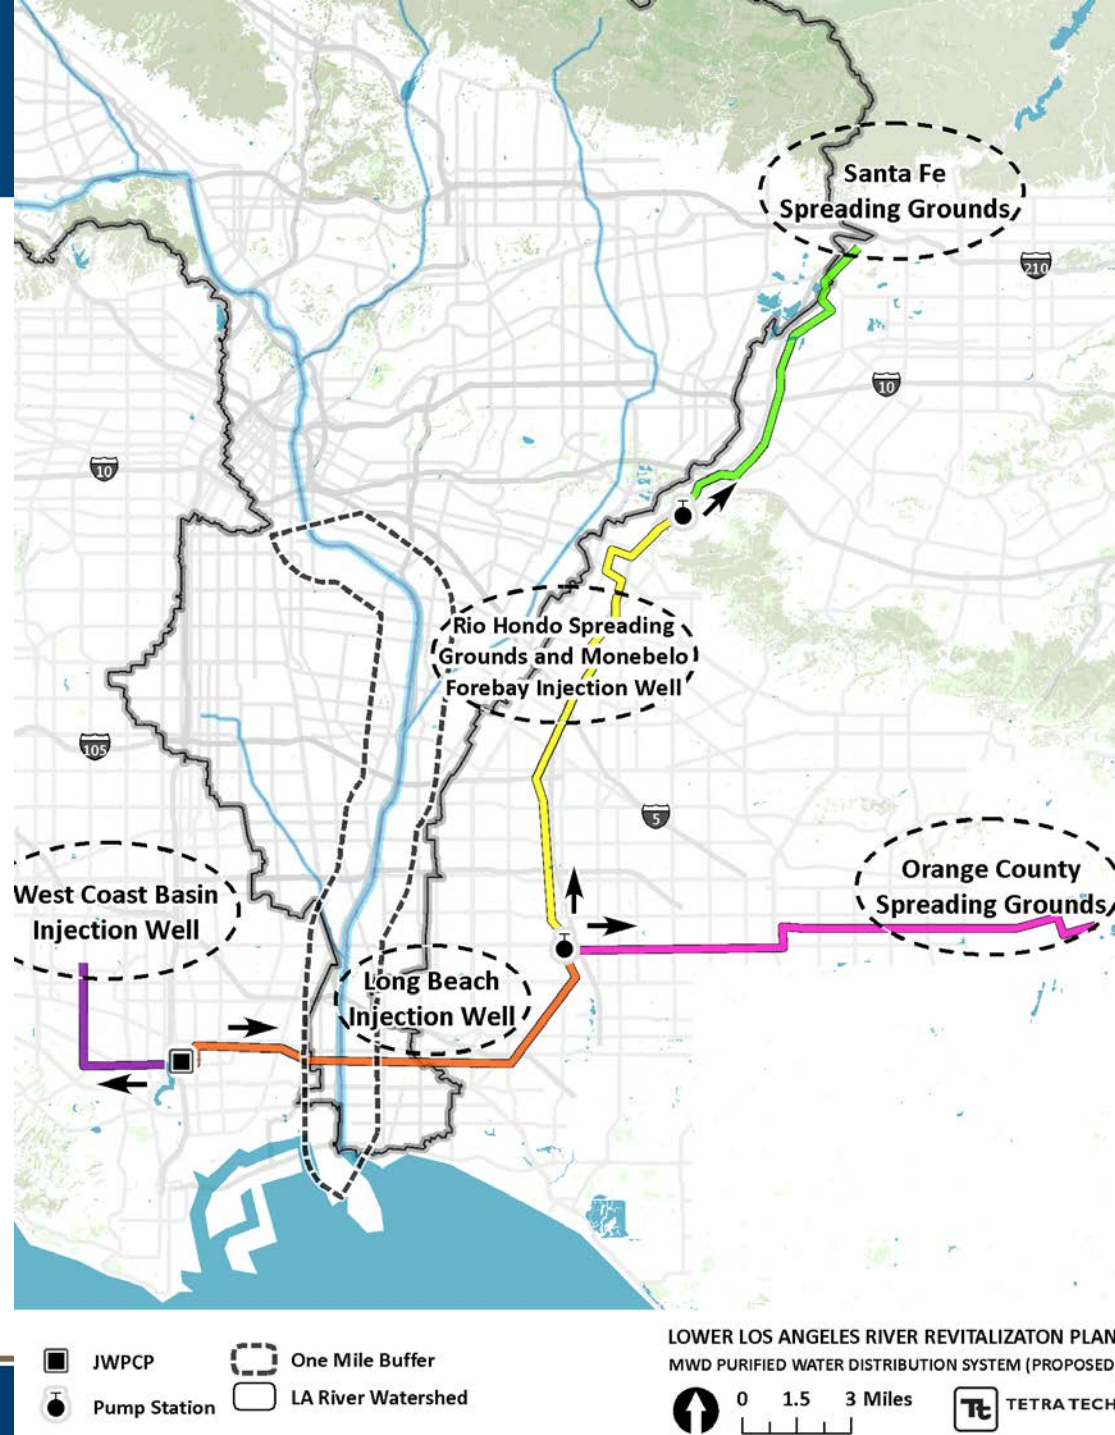 Santa Fe
Spreading Grounds
210
10
10
Rio Hondo Spreading
Grounds and Monebelo
Forebay Injection Well
105
5
West Coast Basin
Injection Well
Orange County
Spreading Grounds
Long Beach
Injection Well
JWPCP
One Mile Buffer
Pump Station
LA River Watershed
LOWER LOS ANGELES RIVER REVITALIZATON PLAN
MWD PURIFIED WATER DISTRIBUTION SYSTEM (PROPOSED
0 1.5 3 Miles
Tt TETRA TECH